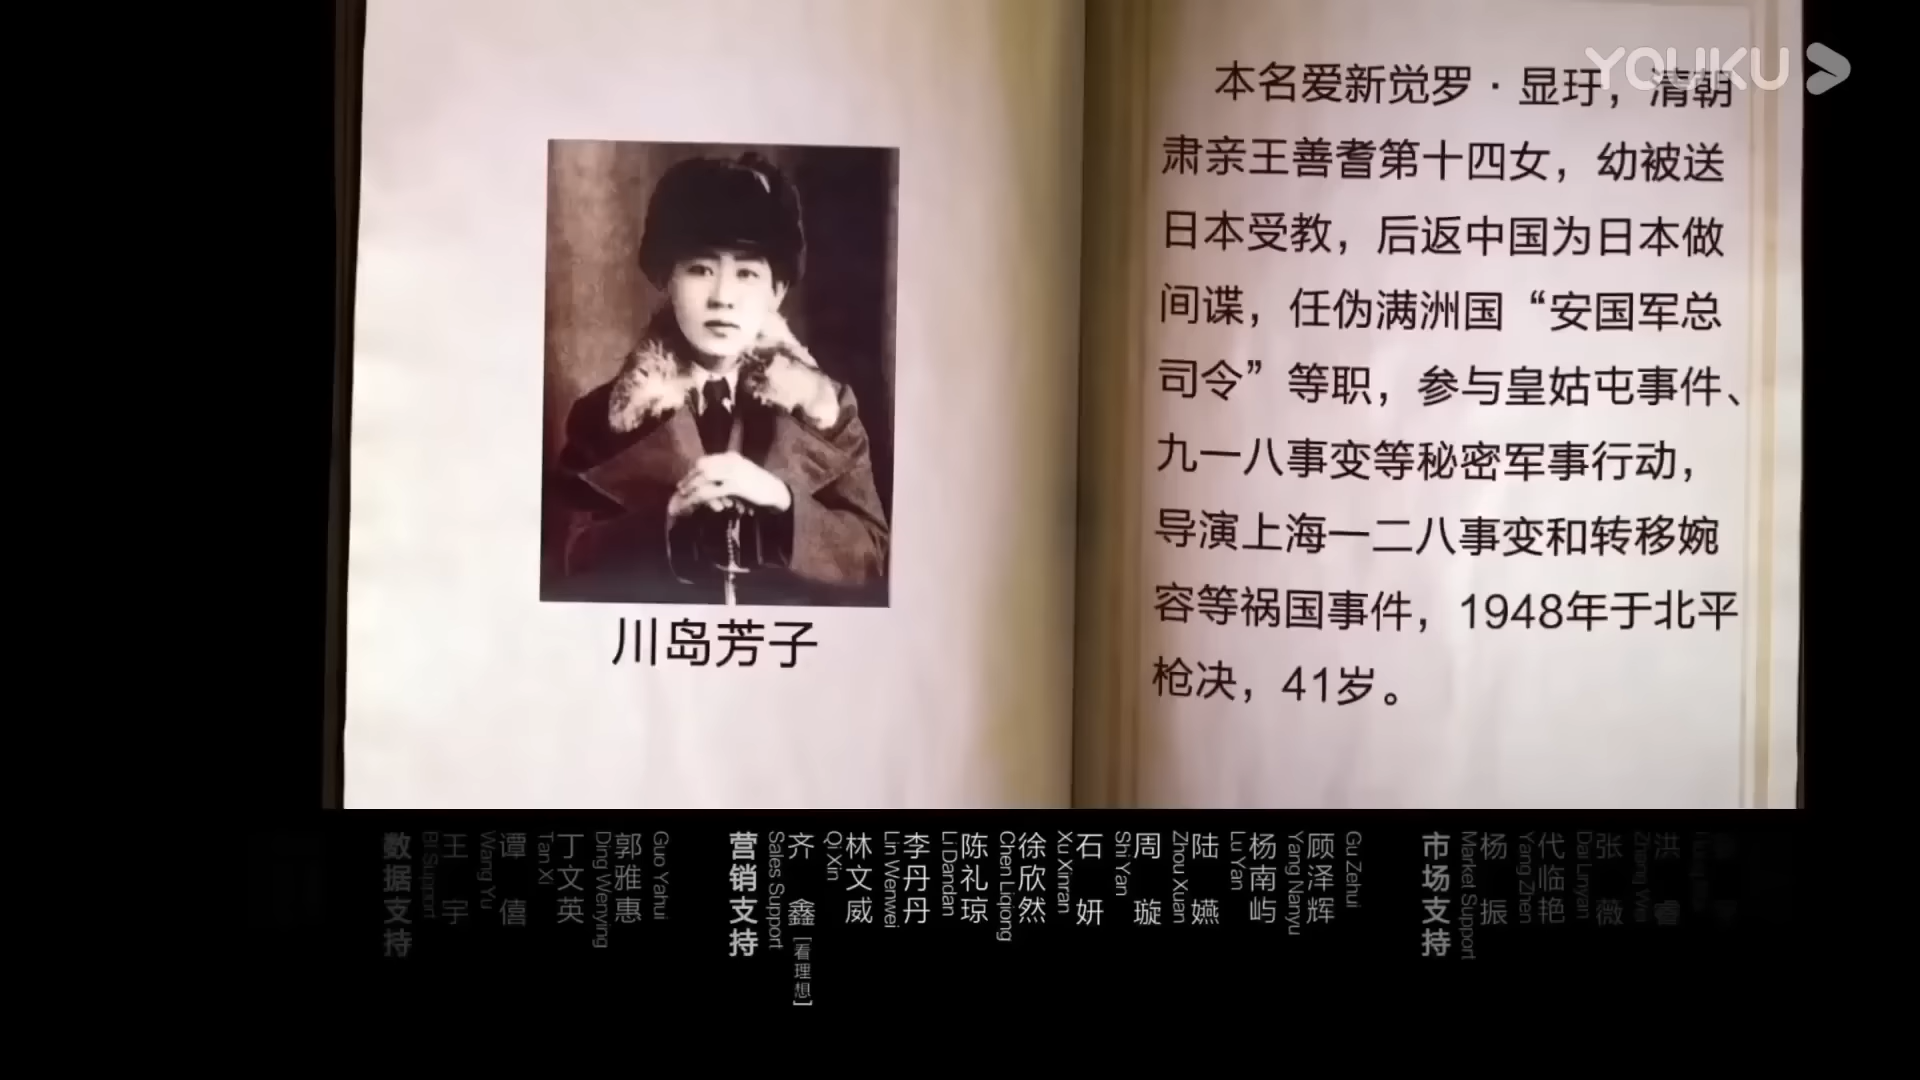 YOUKU
本名爱新觉罗·显玗，清朝
肃亲王善耆第十四女，幼被送
日本受教，后返中国为日本做
间谍，任伪满洲国“安国军总
司令”等职，参与皇姑屯事件、
九一八事变等秘密军事行动，
导演上海一二八事变和转移婉
容等祸国事件，1948年于北平
枪决，41岁。
川岛芳子
数据支持
BI Support
王宇
Wang Yu
谭僖
Tan Xi
丁文英
Ding Wenying
郭雅惠
Guo Yahui
营销支持
Sales Support
齐鑫[看理想]
Qi Xin
林文威
Lin Wenwei
李丹丹
Li Dandan
陈礼琼
Chen Liqiong
徐欣然
Xu Xinran
石妍
Shi Yan
周璇
Zhou Xuan
陆嬿
Lu Yan
杨南屿
Yang Nanyu
顾泽辉
Gu Zehui
市场支持
Market Support
杨振
Yang Zhen
代临艳
Dai Linyan
张薇
Zhang Wei
洪睿